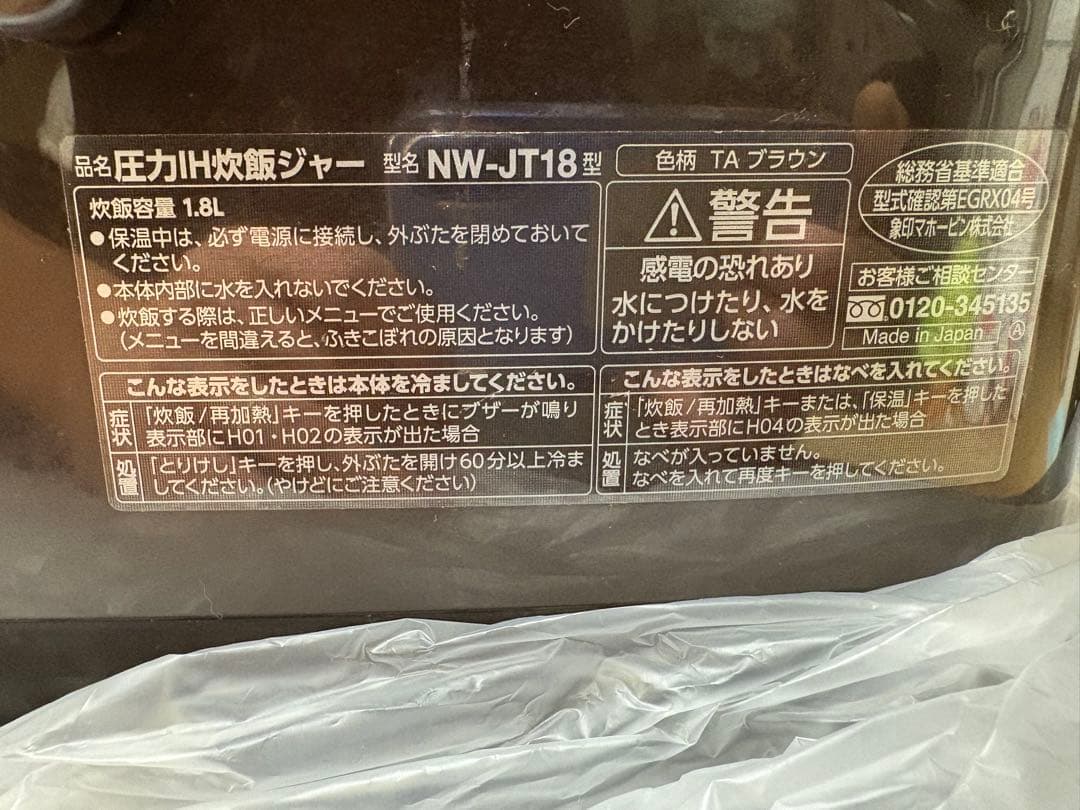 品名 圧力IH炊飯ジャー 型名 NW-JT18型
色柄 TA ブラウン
総務省基準適合
型式確認第EGRX04号
象印マホービン株式会社
炊飯容量 1.8L
●保温中は、必ず電源に接続し、外ぶたを閉めておいて
ください。
●本体内部に水を入れないでください。
●炊飯する際は、正しいメニューでご使用ください。
(メニューを間違えると、ふきこぼれの原因となります)
警告
感電の恐れあり
水につけたり、水を
かけたりしない
お客様ご相談センター
0120-345135
Made in Japan Ⓐ
こんな表示をしたときは本体を冷ましてください。
症状 「炊飯/再加熱」キーを押したときにブザーが鳴り
表示部にH01・H02の表示が出た場合
処置 「とりけし」キーを押し、外ぶたを開け60分以上冷ま
してください。(やけどにご注意ください)
こんな表示をしたときはなべを入れてください。
症状 「炊飯/再加熱」キーまたは、「保温」キーを押した
とき表示部にH04の表示が出た場合
処置 なべが入っていません。
なべを入れて再度キーを押してください。